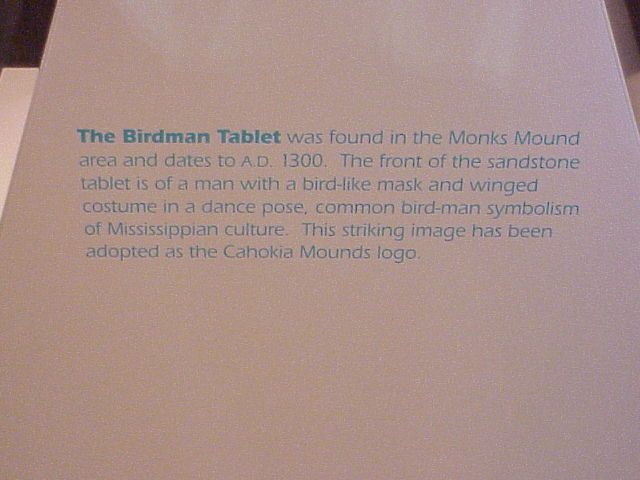 The Birdman Tablet was found in the Monks Mound
area and dates to A.D. 1300. The front of the sandstone
tablet is of a man with a bird-like mask and winged
costume in a dance pose, common bird-man symbolism
of Mississippian culture. This striking image has been
adopted as the Cahokia Mounds logo.